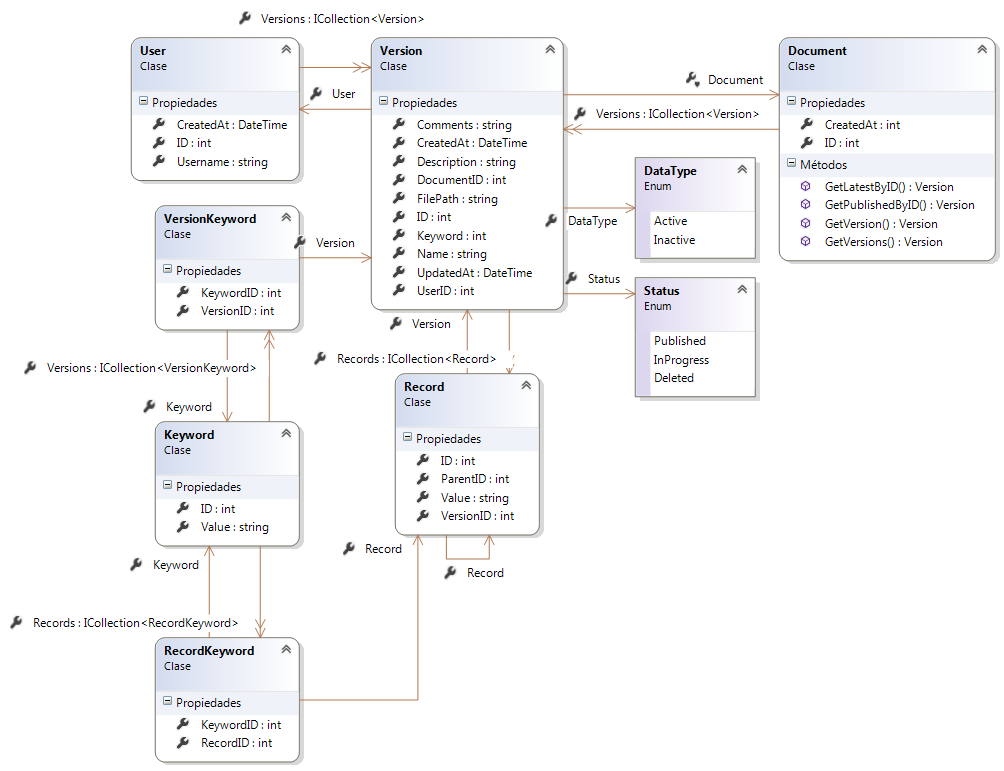 Versions : ICollection<Version>
User
Clase
Propiedades
CreatedAt : DateTime
ID : int
Username : string
User
Version
Clase
Propiedades
Comments : string
CreatedAt : DateTime
Description : string
DocumentID : int
FilePath : string
ID : int
Keyword : int
Name : string
UpdatedAt : DateTime
UserID : int
Document
Versions : ICollection<Version>
Document
Clase
Propiedades
CreatedAt : int
ID : int
Métodos
GetLatestByID() : Version
GetPublishedByID() : Version
GetVersion() : Version
GetVersions() : Version
DataType
DataType
Enum
Active
Inactive
Status
Status
Enum
Published
InProgress
Deleted
VersionKeyword
Clase
Propiedades
KeywordID : int
VersionID : int
Version
Version
Records : ICollection<Record>
Versions : ICollection<VersionKeyword>
Keyword
Record
Clase
Propiedades
ID : int
ParentID : int
Value : string
VersionID : int
Keyword
Clase
Propiedades
ID : int
Value : string
Record
Record
Keyword
Records : ICollection<RecordKeyword>
RecordKeyword
Clase
Propiedades
KeywordID : int
RecordID : int